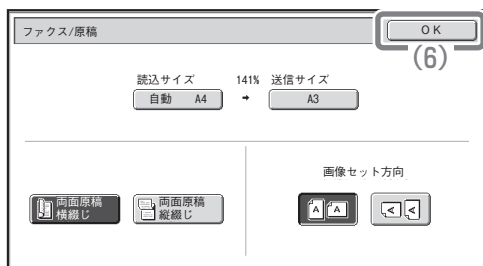 ファクス/原稿
OK
(6)
読込サイズ 141% 送信サイズ
自動 A4 → A3
画像セット方向
両面原稿 横綴じ
両面原稿 縦綴じ
A A A A